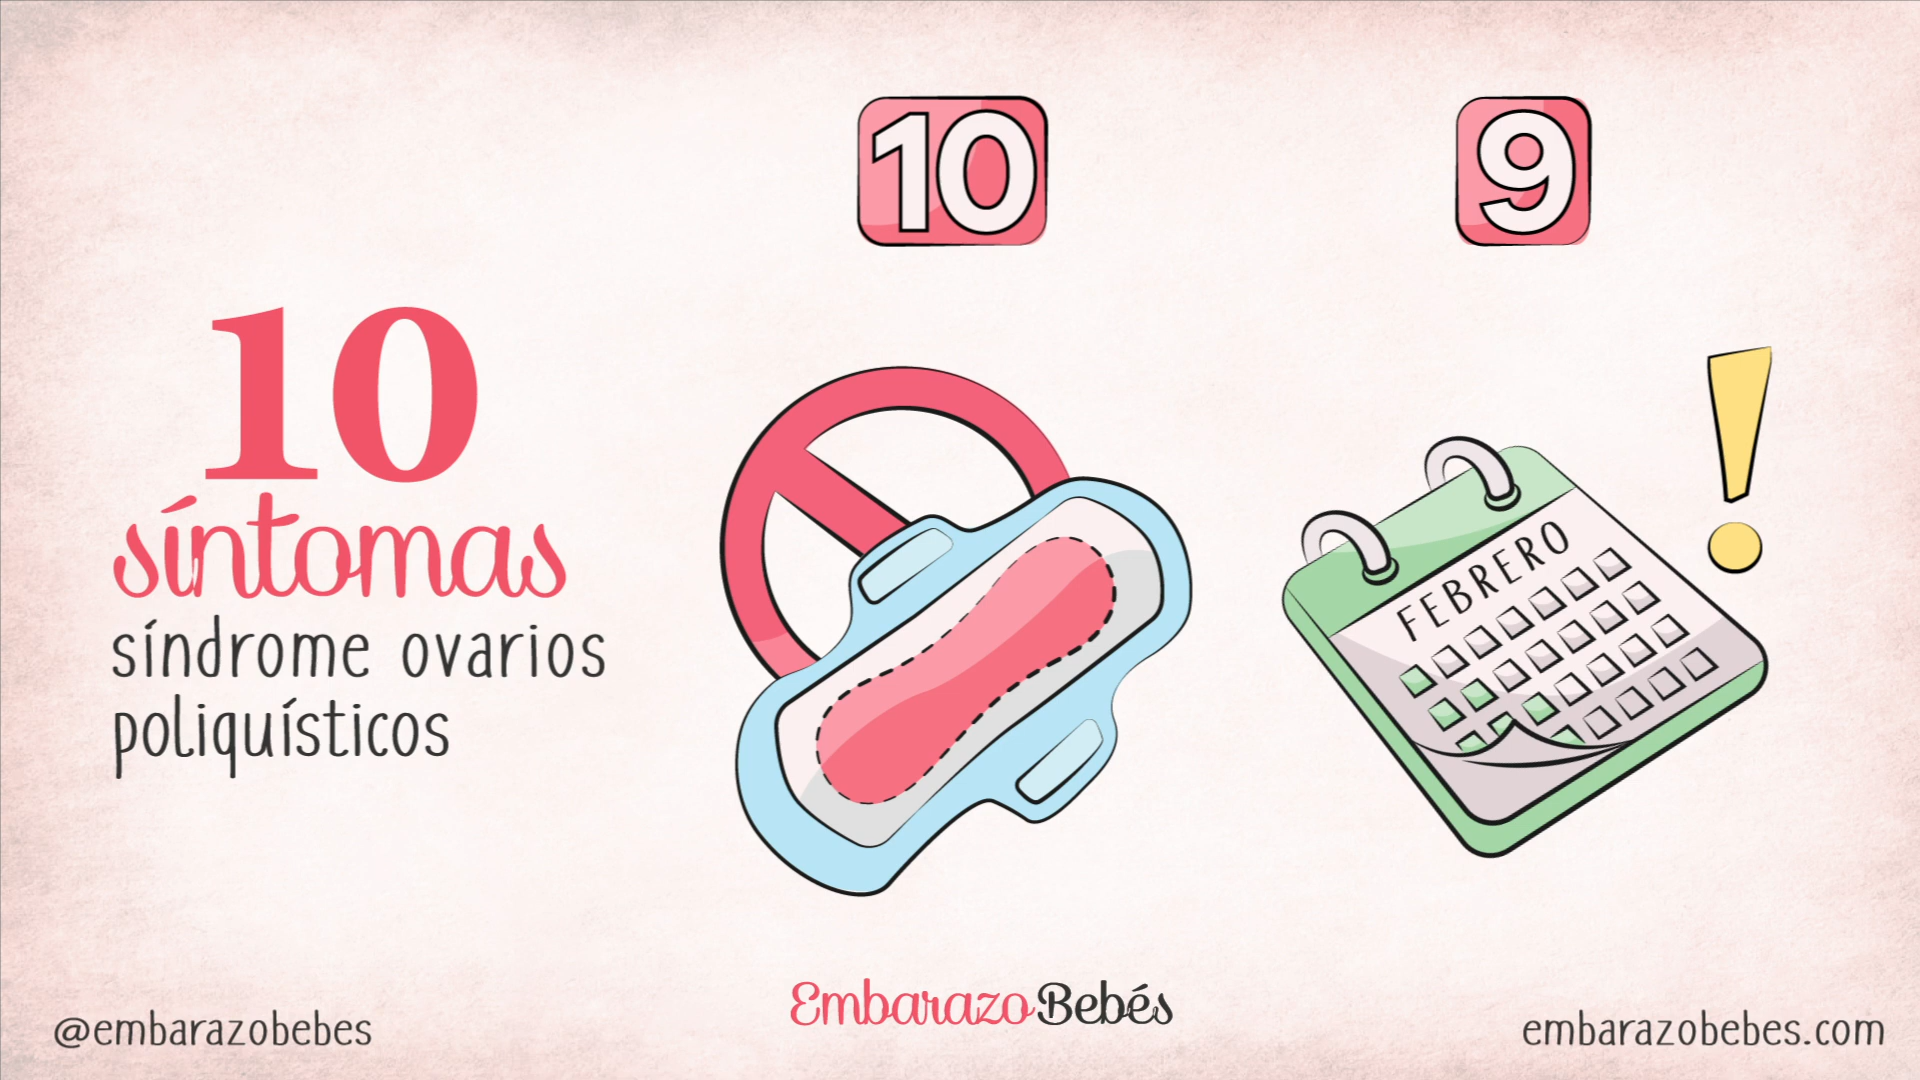 10
síntomas
síndrome ovarios
poliquísticos
10
9
FEBRERO
!
@embarazobebes
EmbarazoBebés
embarazobebes.com